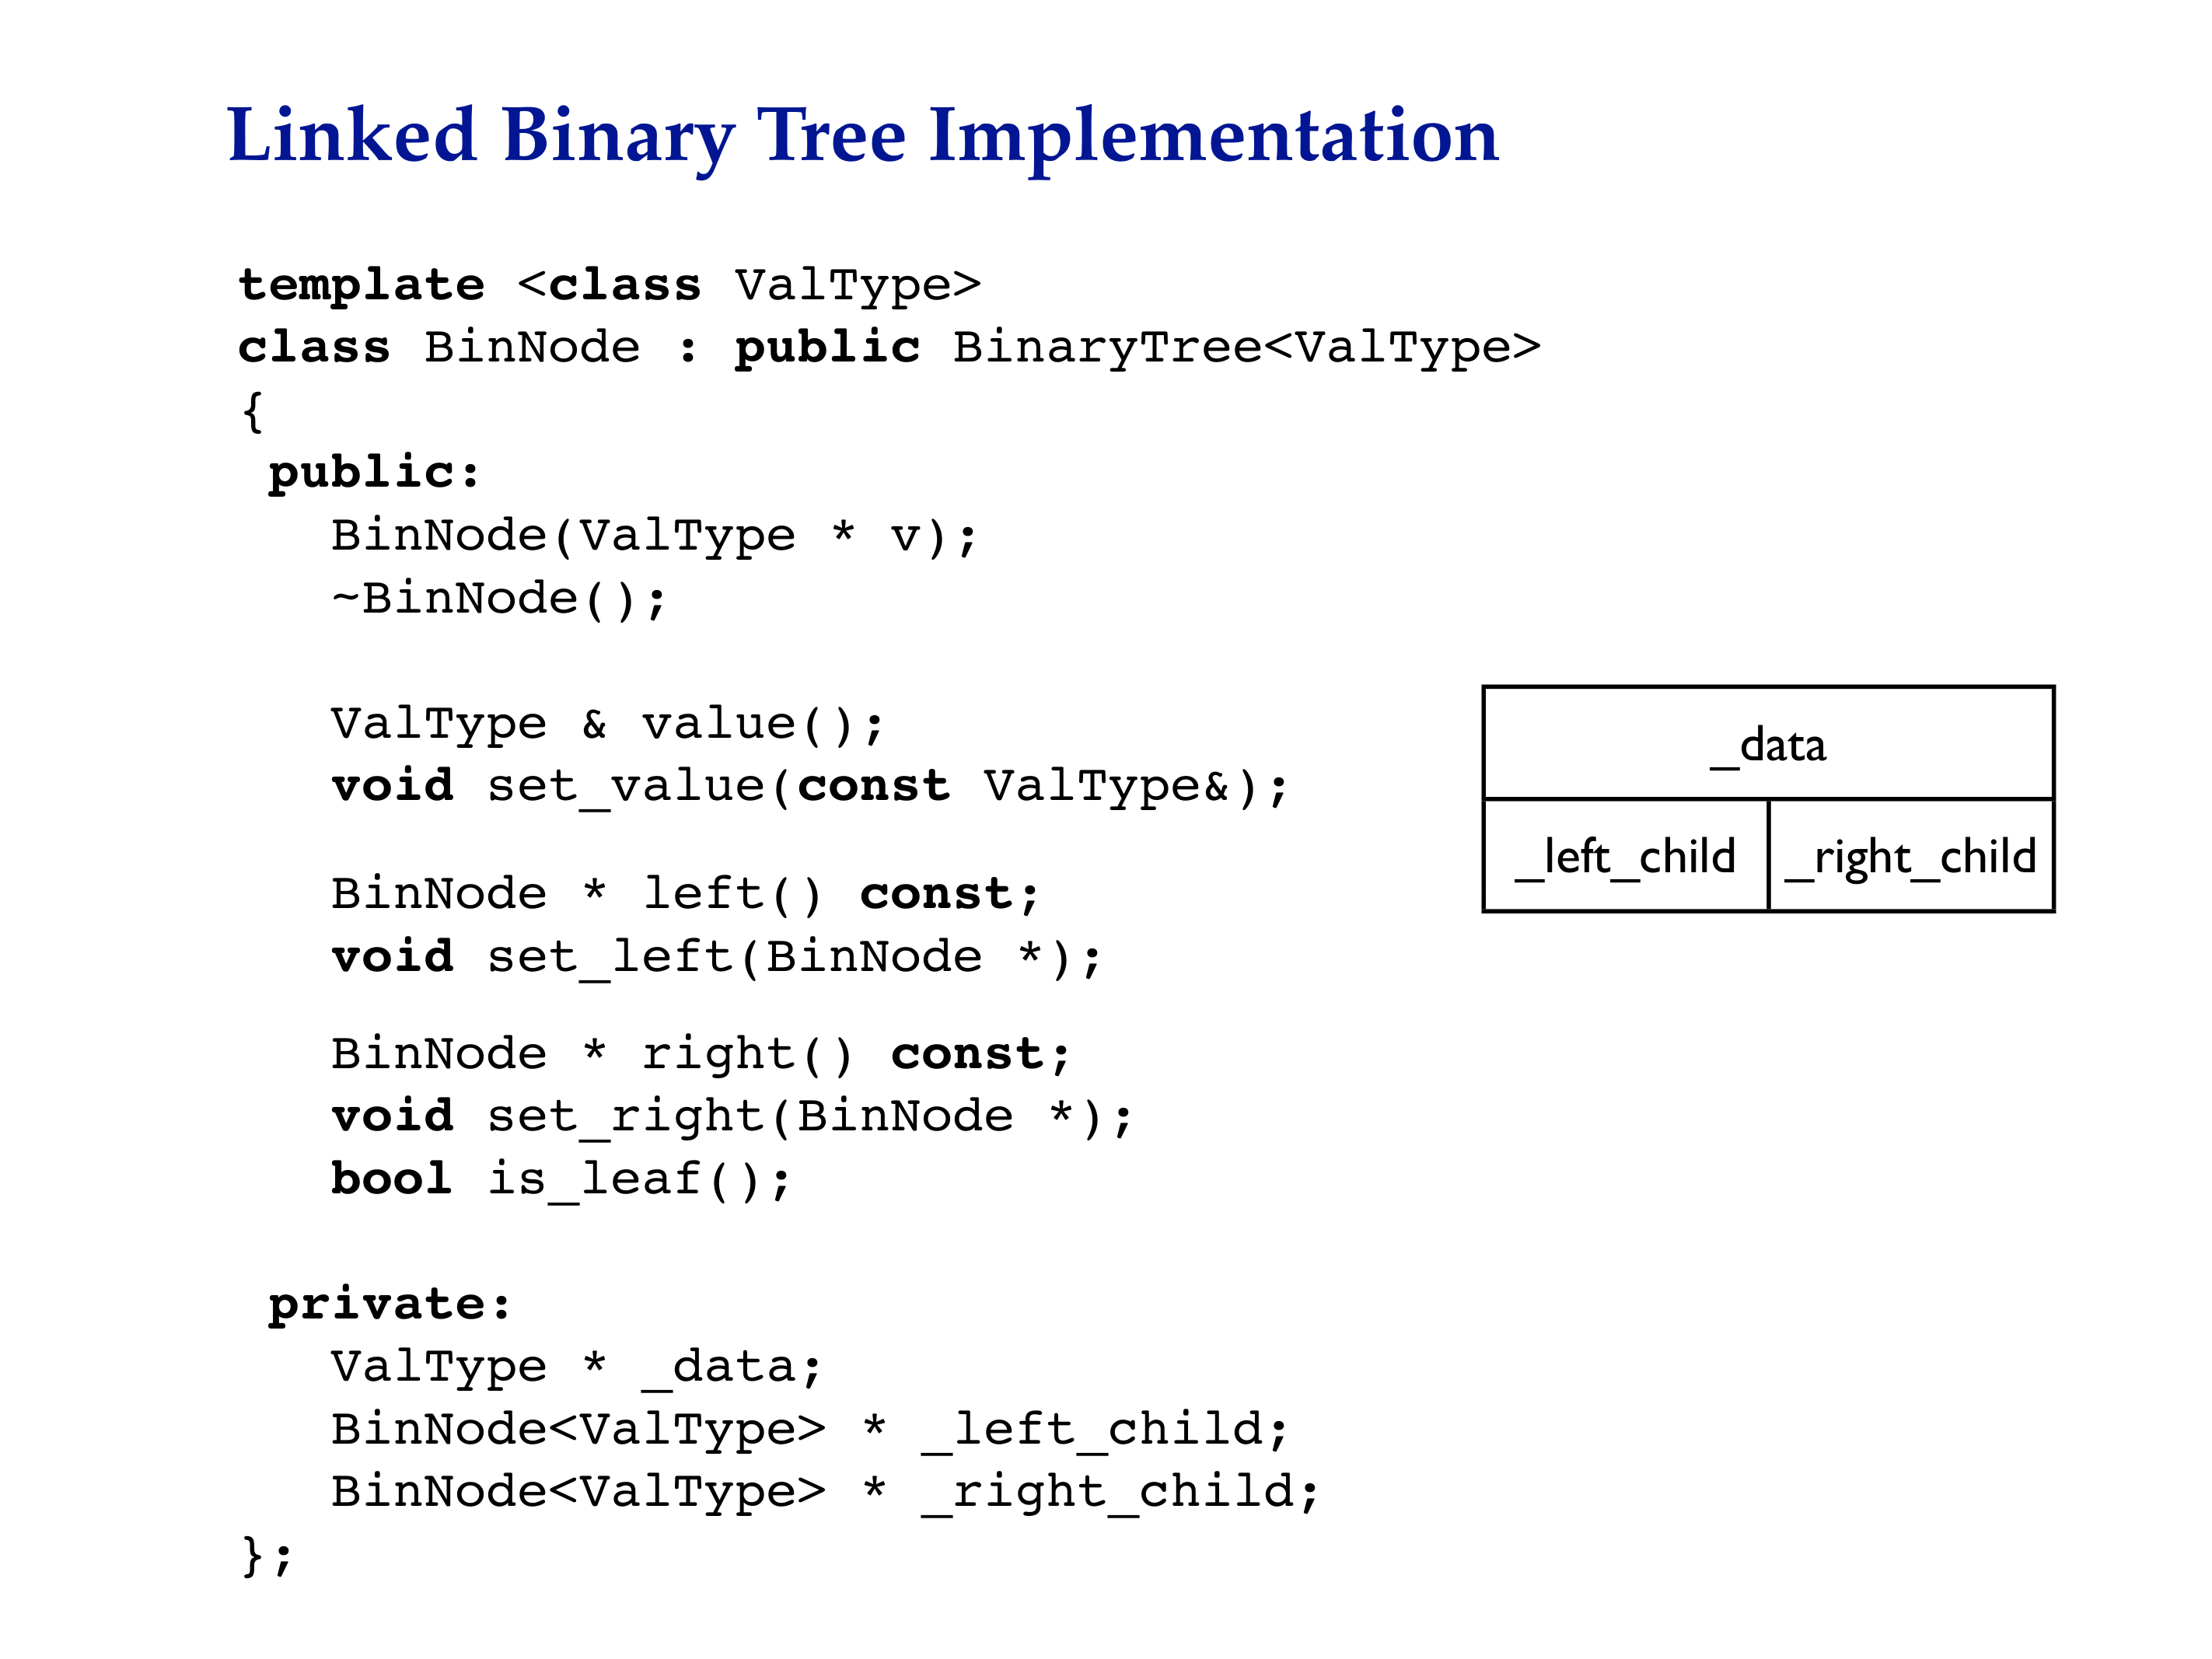 Linked Binary Tree Implementation
template <class ValType>
class BinNode : public BinaryTree<ValType>
{
public:
BinNode(ValType * v);
~BinNode();
ValType & value();
void set_value(const ValType&);
BinNode * left() const;
void set_left(BinNode *);
BinNode * right() const;
void set_right(BinNode *);
bool is_leaf();
private:
ValType * _data;
BinNode<ValType> * _left_child;
BinNode<ValType> * _right_child;
};
_data
_left_child
_right_child